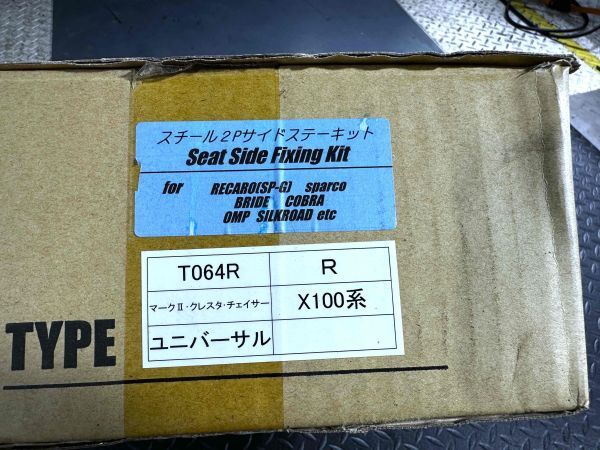 スチール2Pサイドステーキット
Seat Side Fixing Kit
for RECARO(SP-G) sparco
BRIDE COBRA
OMP SILKROAD etc
T064R R
マークⅡ・クレスタ・チェイサー X100系
ユニバーサル
TYPE